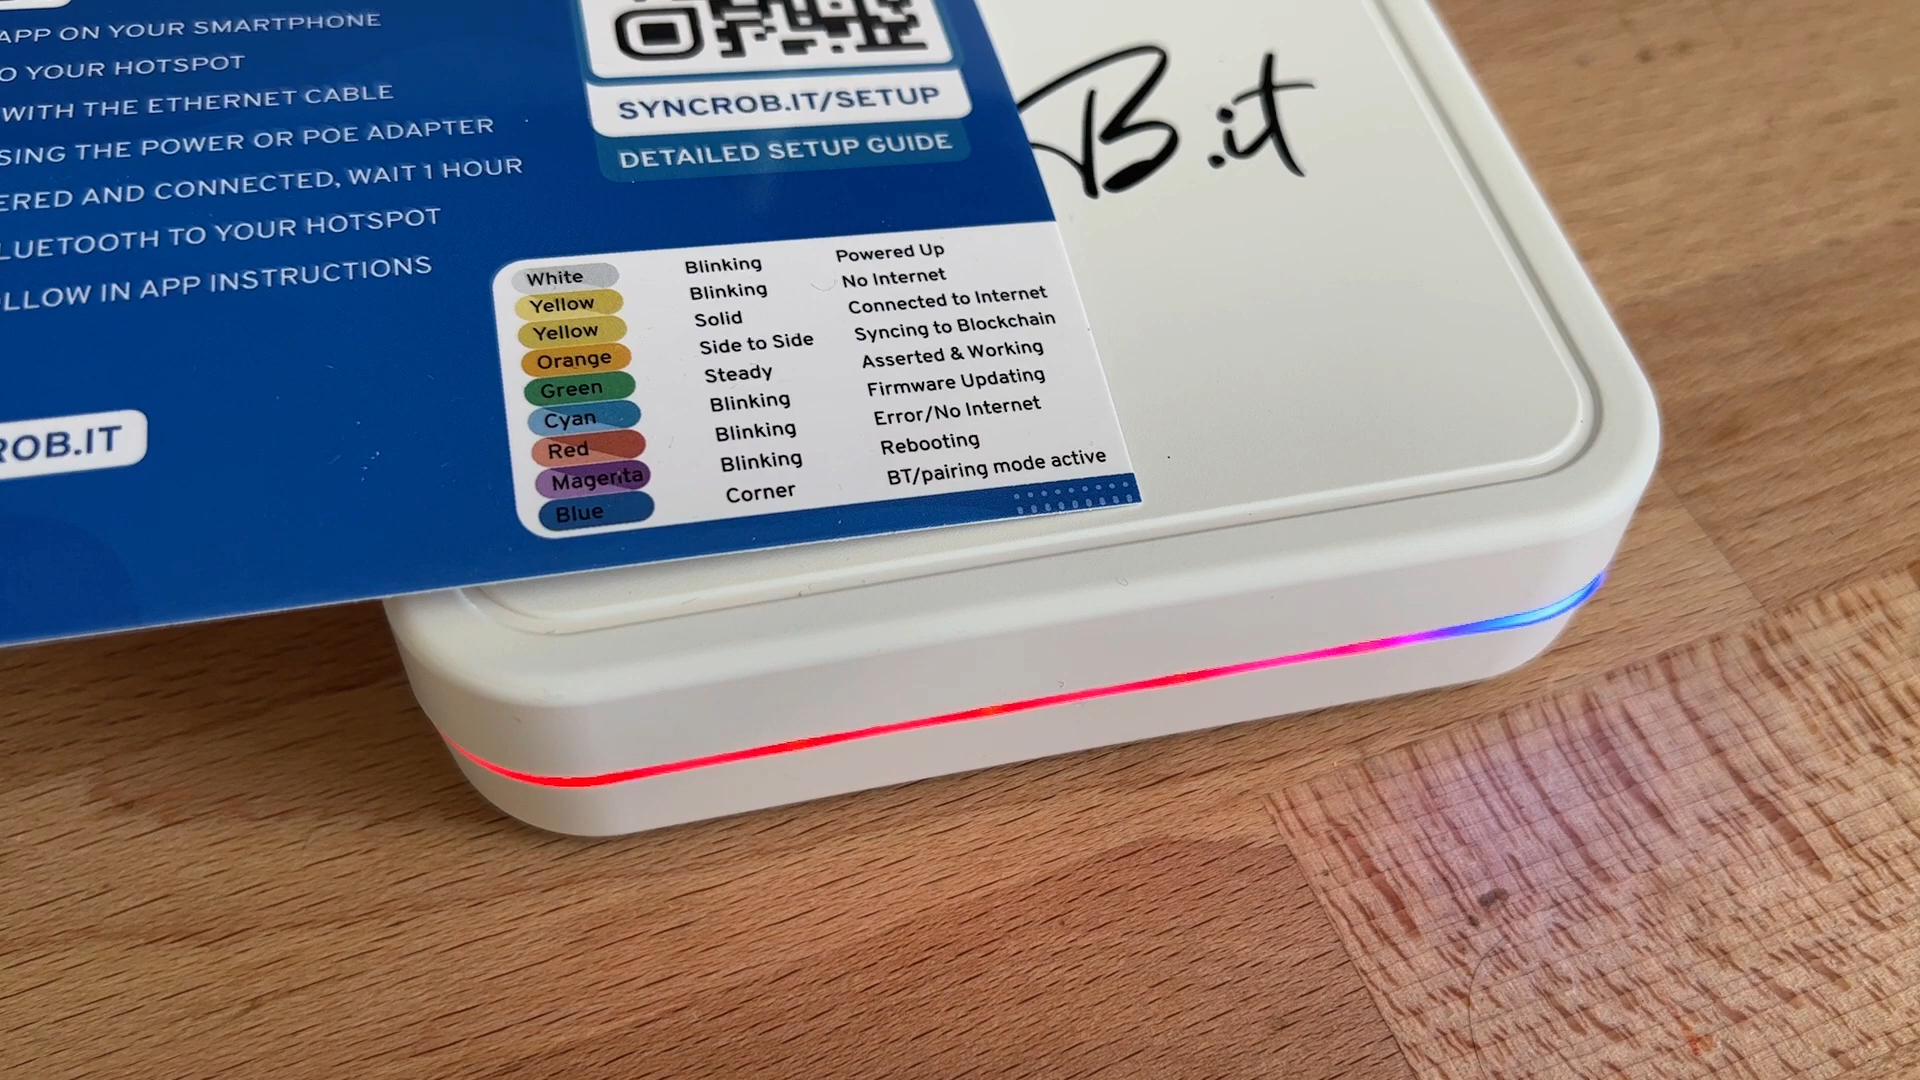 APP ON YOUR SMARTPHONE
O YOUR HOTSPOT
WITH THE ETHERNET CABLE
SING THE POWER OR POE ADAPTER
ERED AND CONNECTED, WAIT 1 HOUR
LUETOOTH TO YOUR HOTSPOT
LLOW IN APP INSTRUCTIONS
ROB.IT
SYNCROB.IT/SETUP
DETAILED SETUP GUIDE
White Blinking Powered Up
Yellow Blinking No Internet
Yellow Solid Connected to Internet
Orange Side to Side Syncing to Blockchain
Green Steady Asserted & Working
Cyan Blinking Firmware Updating
Red Blinking Error/No Internet
Magenta Blinking Rebooting
Blue Corner BT/pairing mode active
B.it